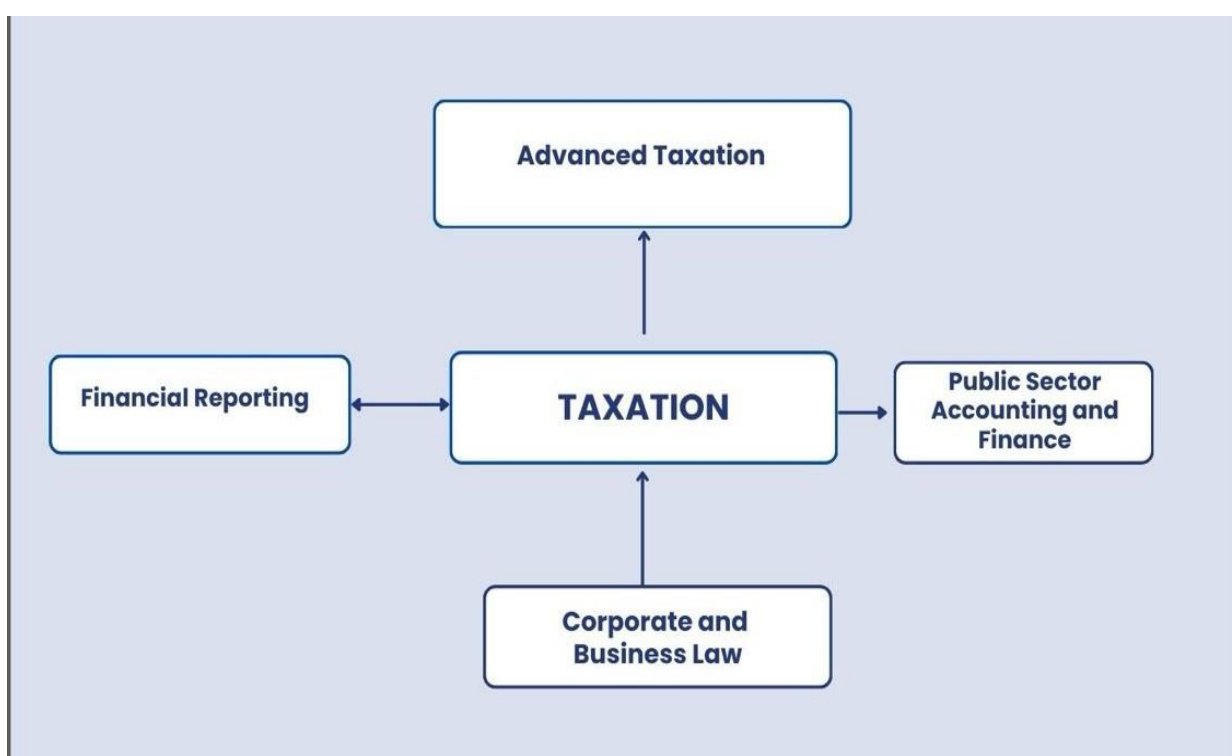 Advanced Taxation
Financial Reporting
TAXATION
Public Sector
Accounting and
Finance
Corporate and
Business Law